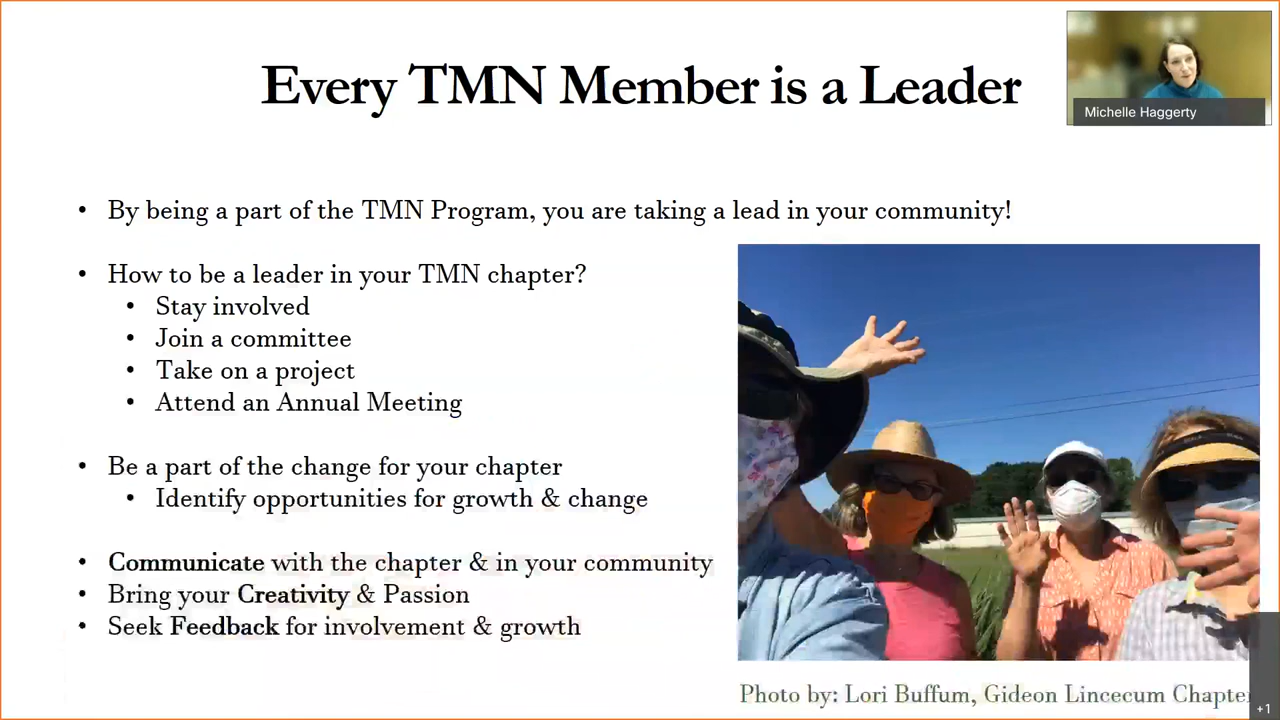 Every TMN Member is a Leader
Michelle Haggerty
• By being a part of the TMN Program, you are taking a lead in your community!
• How to be a leader in your TMN chapter?
• Stay involved
• Join a committee
• Take on a project
• Attend an Annual Meeting
• Be a part of the change for your chapter
• Identify opportunities for growth & change
• Communicate with the chapter & in your community
• Bring your Creativity & Passion
• Seek Feedback for involvement & growth
Photo by: Lori Buffum, Gideon Lincecum Chapter
+1